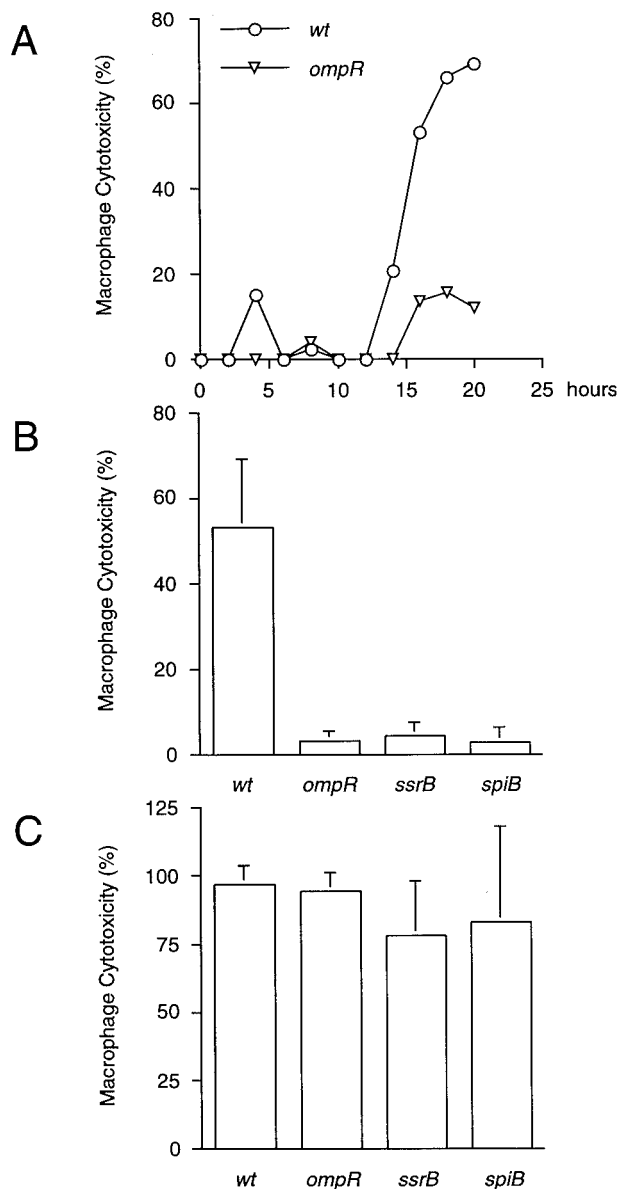 A
Macrophage Cytotoxicity (%)
80
60
40
20
0
wt
ompR
0 5 10 15 20 25 hours
B
Macrophage Cytotoxicity (%)
80
60
40
20
0
wt ompR ssrB spiB
C
Macrophage Cytotoxicity (%)
125
100
75
50
25
0
wt ompR ssrB spiB